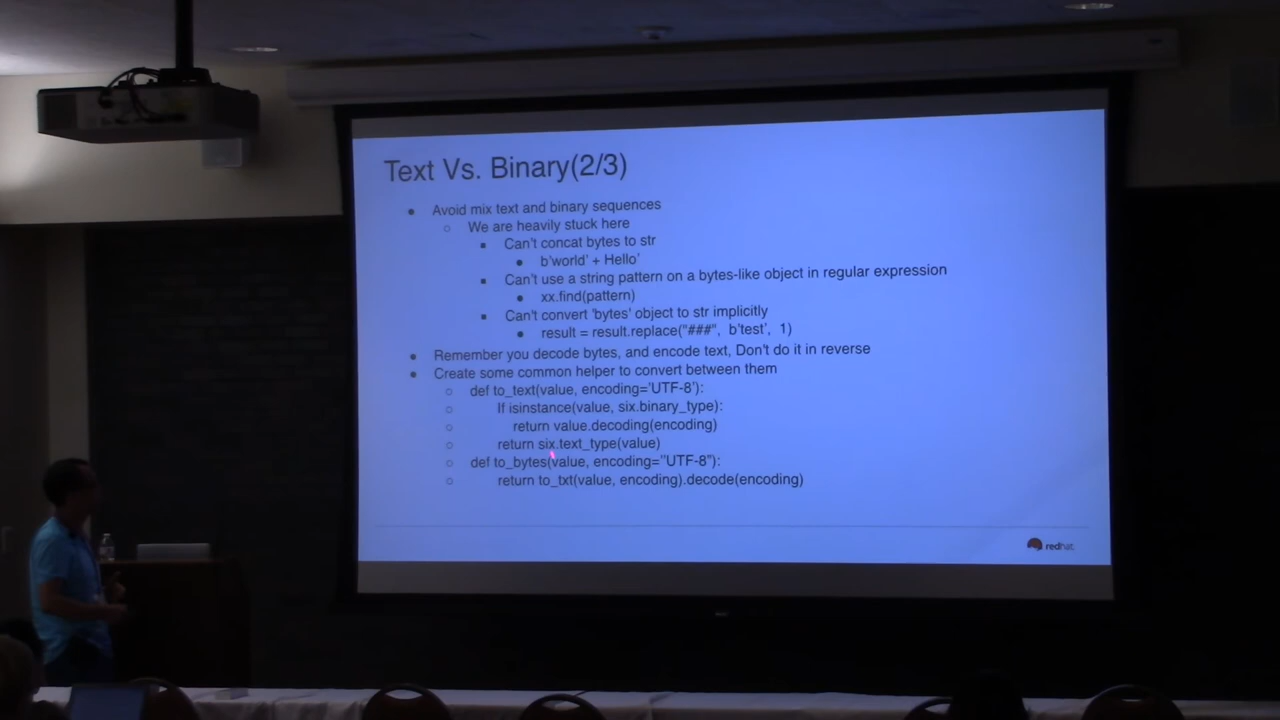 Text Vs. Binary(2/3)
Avoid mix text and binary sequences
We are heavily stuck here
Can't concat bytes to str
b'world' + Hello'
Can't use a string pattern on a bytes-like object in regular expression
xx.find(pattern)
Can't convert 'bytes' object to str implicitly
result = result.replace("###", b'test', 1)
Remember you decode bytes, and encode text, Don't do it in reverse
Create some common helper to convert between them
def to_text(value, encoding='UTF-8'):
If isinstance(value, six.binary_type):
return value.decoding(encoding)
return six.text_type(value)
def to_bytes(value, encoding="UTF-8"):
return to_txt(value, encoding).decode(encoding)
redhat.